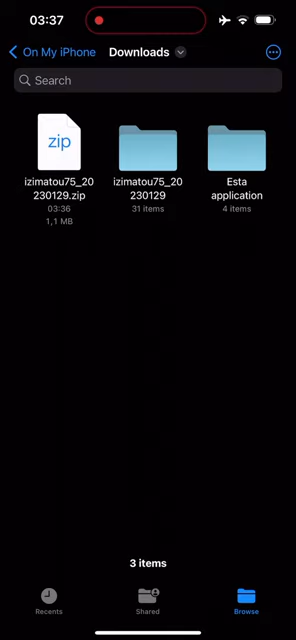 03:37
On My iPhone
Downloads
Search
zip
izimatou75_20
230129.zip
03:36
1,1 MB
izimatou75_20
230129
31 items
Esta
application
4 items
3 items
Recents
Shared
Browse